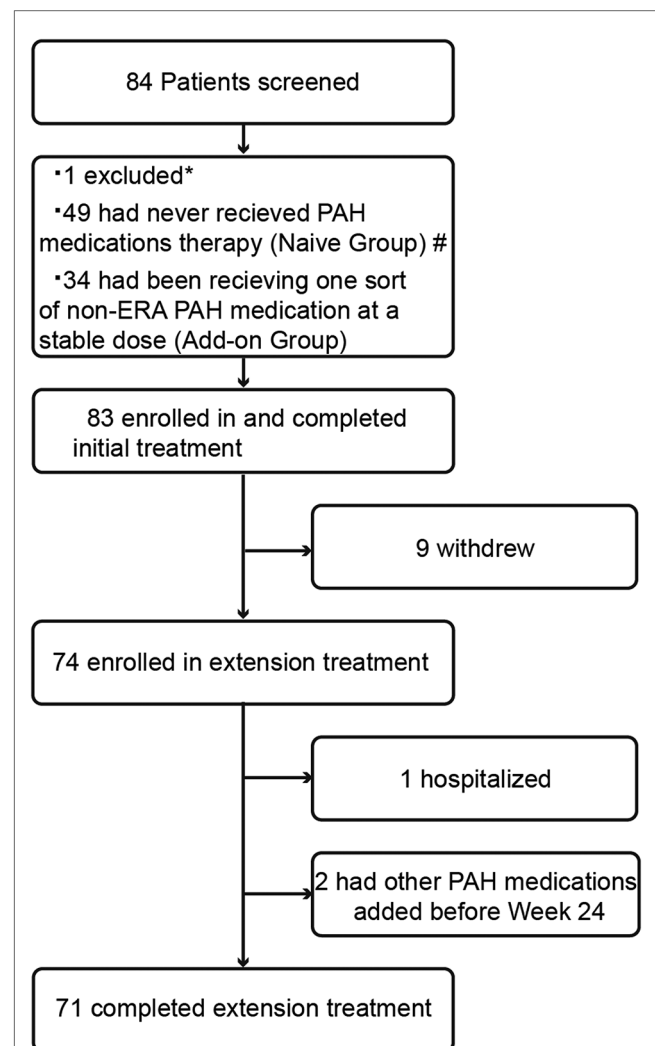 84 Patients screened
·1 excluded*
·49 had never recieved PAH
medications therapy (Naive Group) #
·34 had been recieving one sort
of non-ERA PAH medication at a
stable dose (Add-on Group)
83 enrolled in and completed
initial treatment
9 withdrew
74 enrolled in extension treatment
1 hospitalized
2 had other PAH medications
added before Week 24
71 completed extension treatment